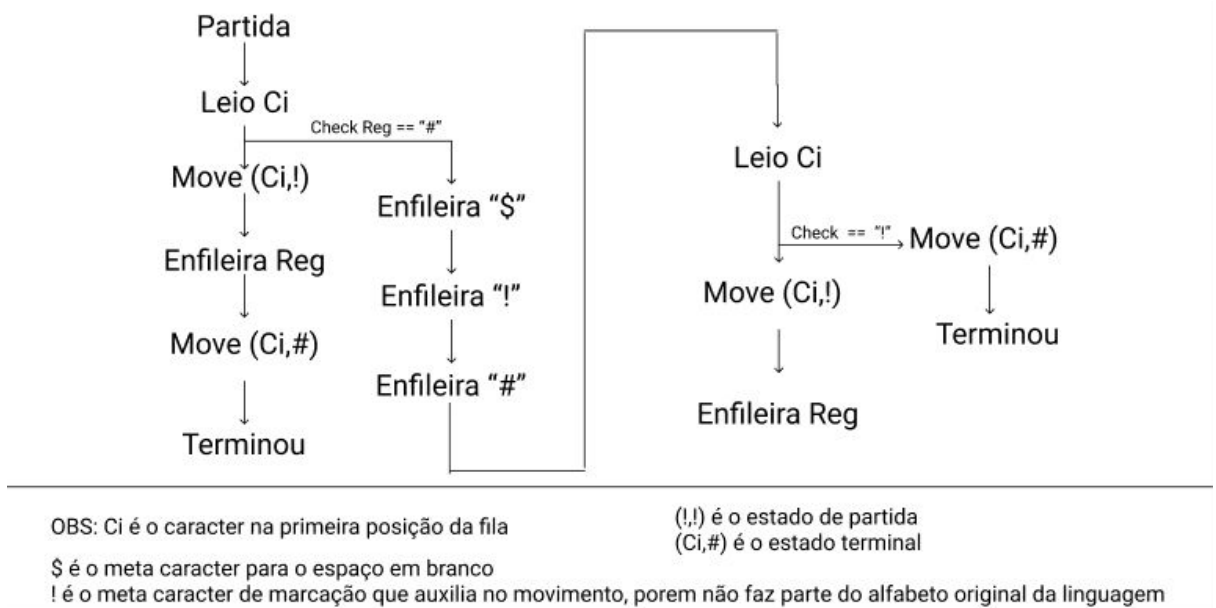 Partida
Leio Ci
Check Reg == “#”
Move (Ci,!)
Enfileira Reg
Move (Ci,#)
Terminou
Enfileira “$”
Enfileira “!”
Enfileira “#”
Leio Ci
Check == “!”
Move (Ci,#)
Terminou
Move (Ci,!)
Enfileira Reg
OBS: Ci é o caracter na primeira posição da fila
(!,!) é o estado de partida
(Ci,#) é o estado terminal
$ é o meta caracter para o espaço em branco
! é o meta caracter de marcação que auxilia no movimento, porem não faz parte do alfabeto original da linguagem